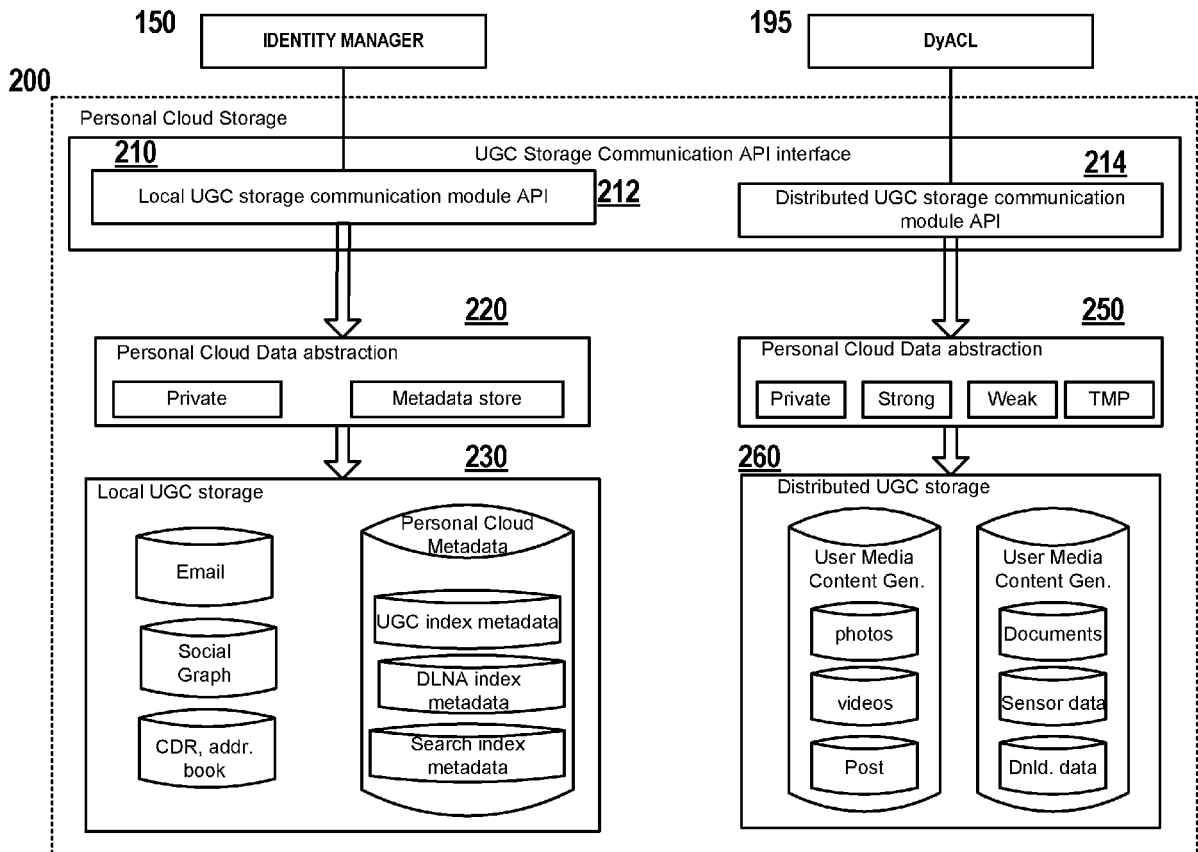 150
IDENTITY MANAGER
195
DyACL
200
Personal Cloud Storage
210
UGC Storage Communication API interface
214
Local UGC storage communication module API
212
Distributed UGC storage communication
module API
220
Personal Cloud Data abstraction
Private
Metadata store
250
Personal Cloud Data abstraction
Private
Strong
Weak
TMP
230
Local UGC storage
Email
Social
Graph
CDR, addr.
book
Personal Cloud
Metadata
UGC index metadata
DLNA index
metadata
Search index
metadata
260
Distributed UGC storage
User Media
Content Gen.
photos
videos
Post
User Media
Content Gen.
Documents
Sensor data
Dnld. data